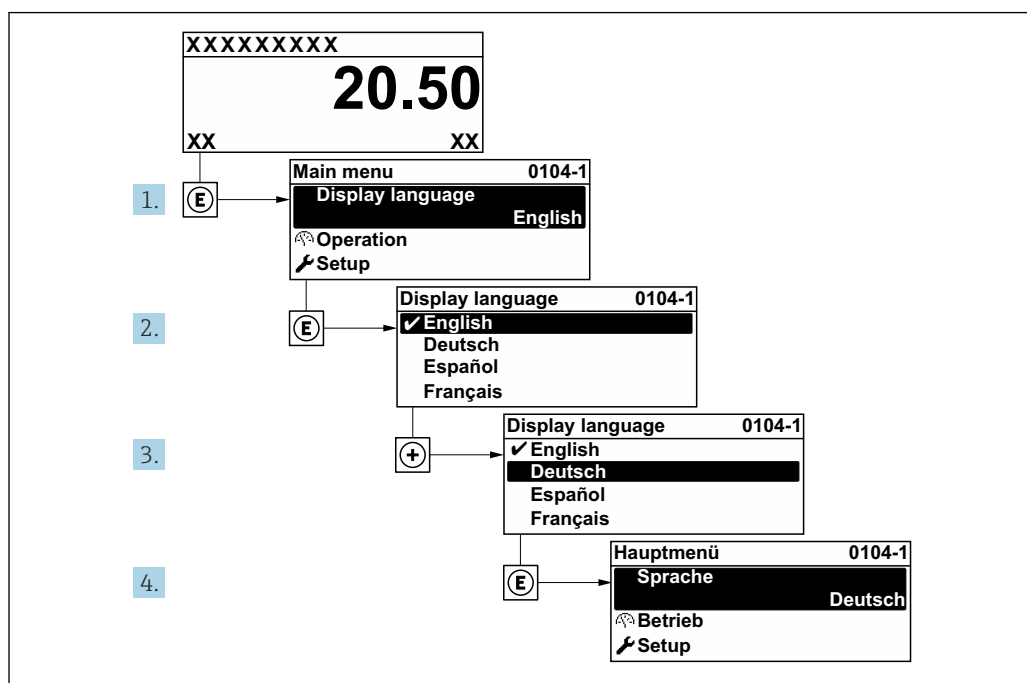 XXXXXXXXX
20.50
XX XX
1. E
Main menu 0104-1
Display language
English
Operation
Setup
2. E
Display language 0104-1
✔English
Deutsch
Español
Français
3. +
Display language 0104-1
✔English
Deutsch
Español
Français
4. E
Hauptmenü 0104-1
Sprache
Deutsch
Betrieb
Setup